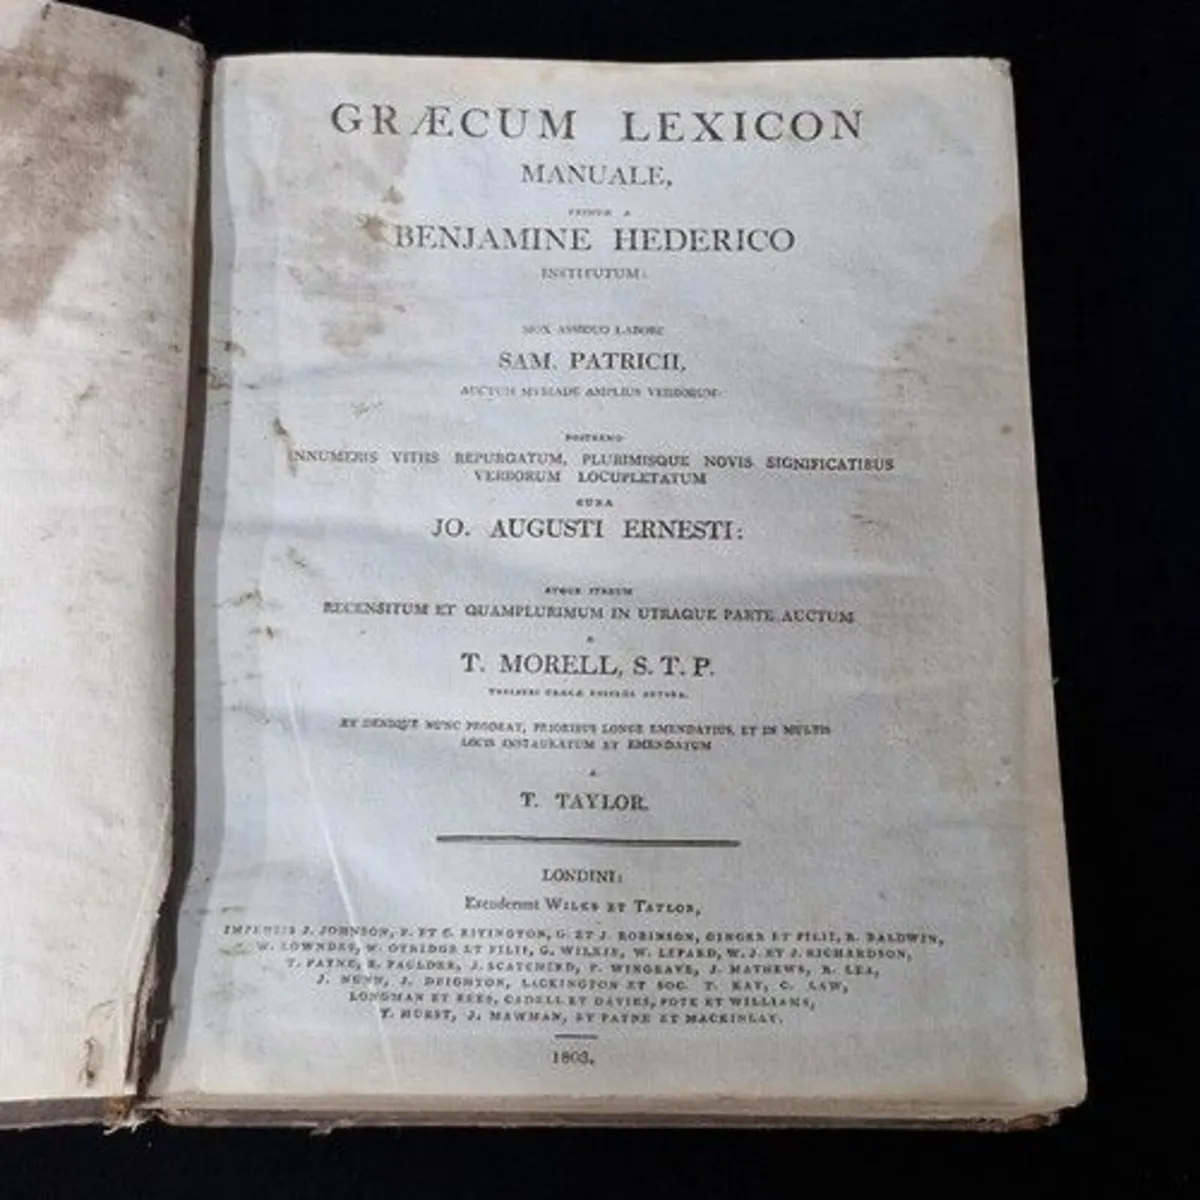 GRÆCUM LEXICON
MANUALE,
PRIMUM A
BENJAMINE HEDERICO
INSTITUTUM:
MOX ASSIDUO LABORE
SAM. PATRICII,
AUCTUM MYRIADE AMPLIUS VERBORUM:
POSTREMO
INNUMERIS VITIIS REPURGATUM, PLURIMISQUE NOVIS SIGNIFICATIBUS
VERBORUM LOCUPLETATUM
CURA
JO. AUGUSTI ERNESTI:
ATQUE ITERUM
RECENSITUM ET QUAMPLURIMUM IN UTRAQUE PARTE AUCTUM
A
T. MORELL, S. T. P.
THESAURI GRÆCÆ POESEOS AUTORE.
ET DENIQUE NUNC PRODEAT, PRIORIBUS LONGE EMENDATIUS, ET IN MULTIS
LOCIS INSTAURATUM ET EMENDATUM
A
T. TAYLOR.
LONDINI:
Excuderunt WILKS ET TAYLOR,
IMPENSIS J. JOHNSON, F. ET C. RIVINGTON, G. ET J. ROBINSON, GINGER ET FILII, R. BALDWIN,
W. LOWNDES, W. OTRIDGE ET FILII, G. WILKIE, W. LEPARD, W. J. ET J. RICHARDSON,
T. PAYNE, R. FAULDER, J. SCATCHERD, F. WINGRAVE, J. MATHEWS, R. LEA,
J. NUNN, J. DEIGHTON, LACKINGTON ET SOC. T. KAY, C. LAW,
LONGMAN ET REES, CADELL ET DAVIES, POTE ET WILLIAMS,
T. HURST, J. MAWMAN, ET PAYNE ET MACKINLAY.
1803.